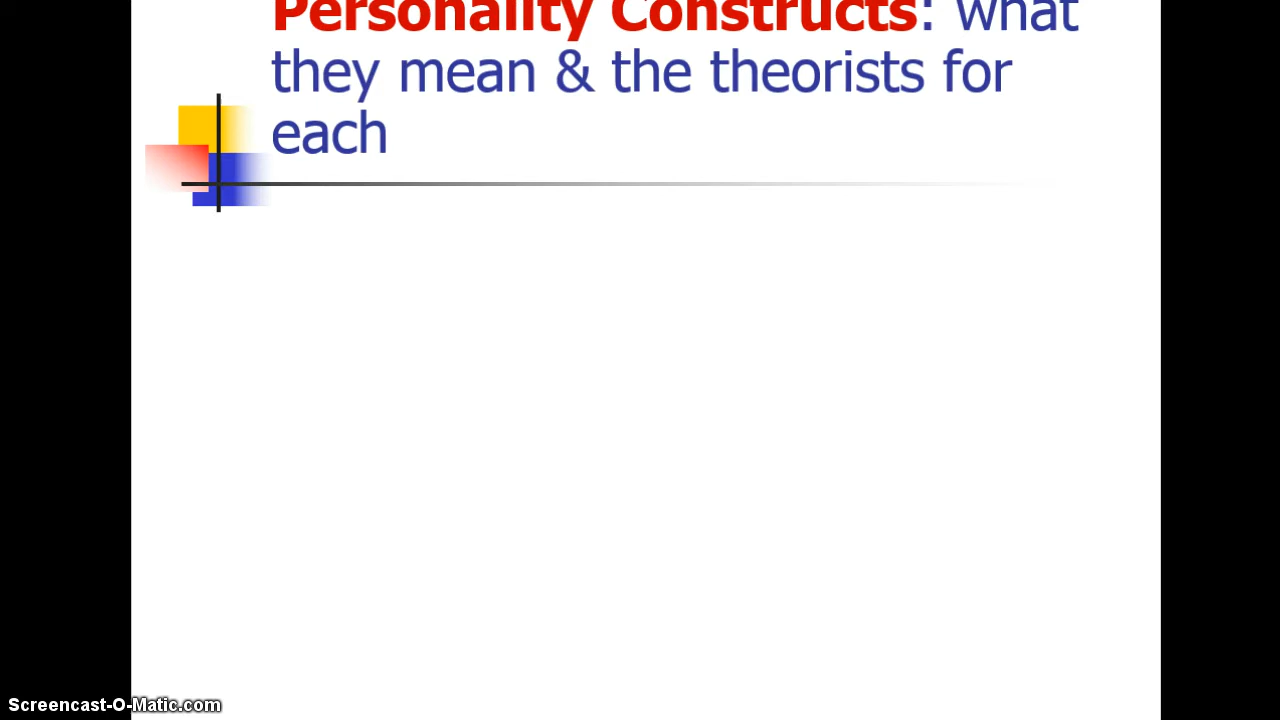 Personality Constructs: what
they mean & the theorists for
each
Screencast-O-Matic.com